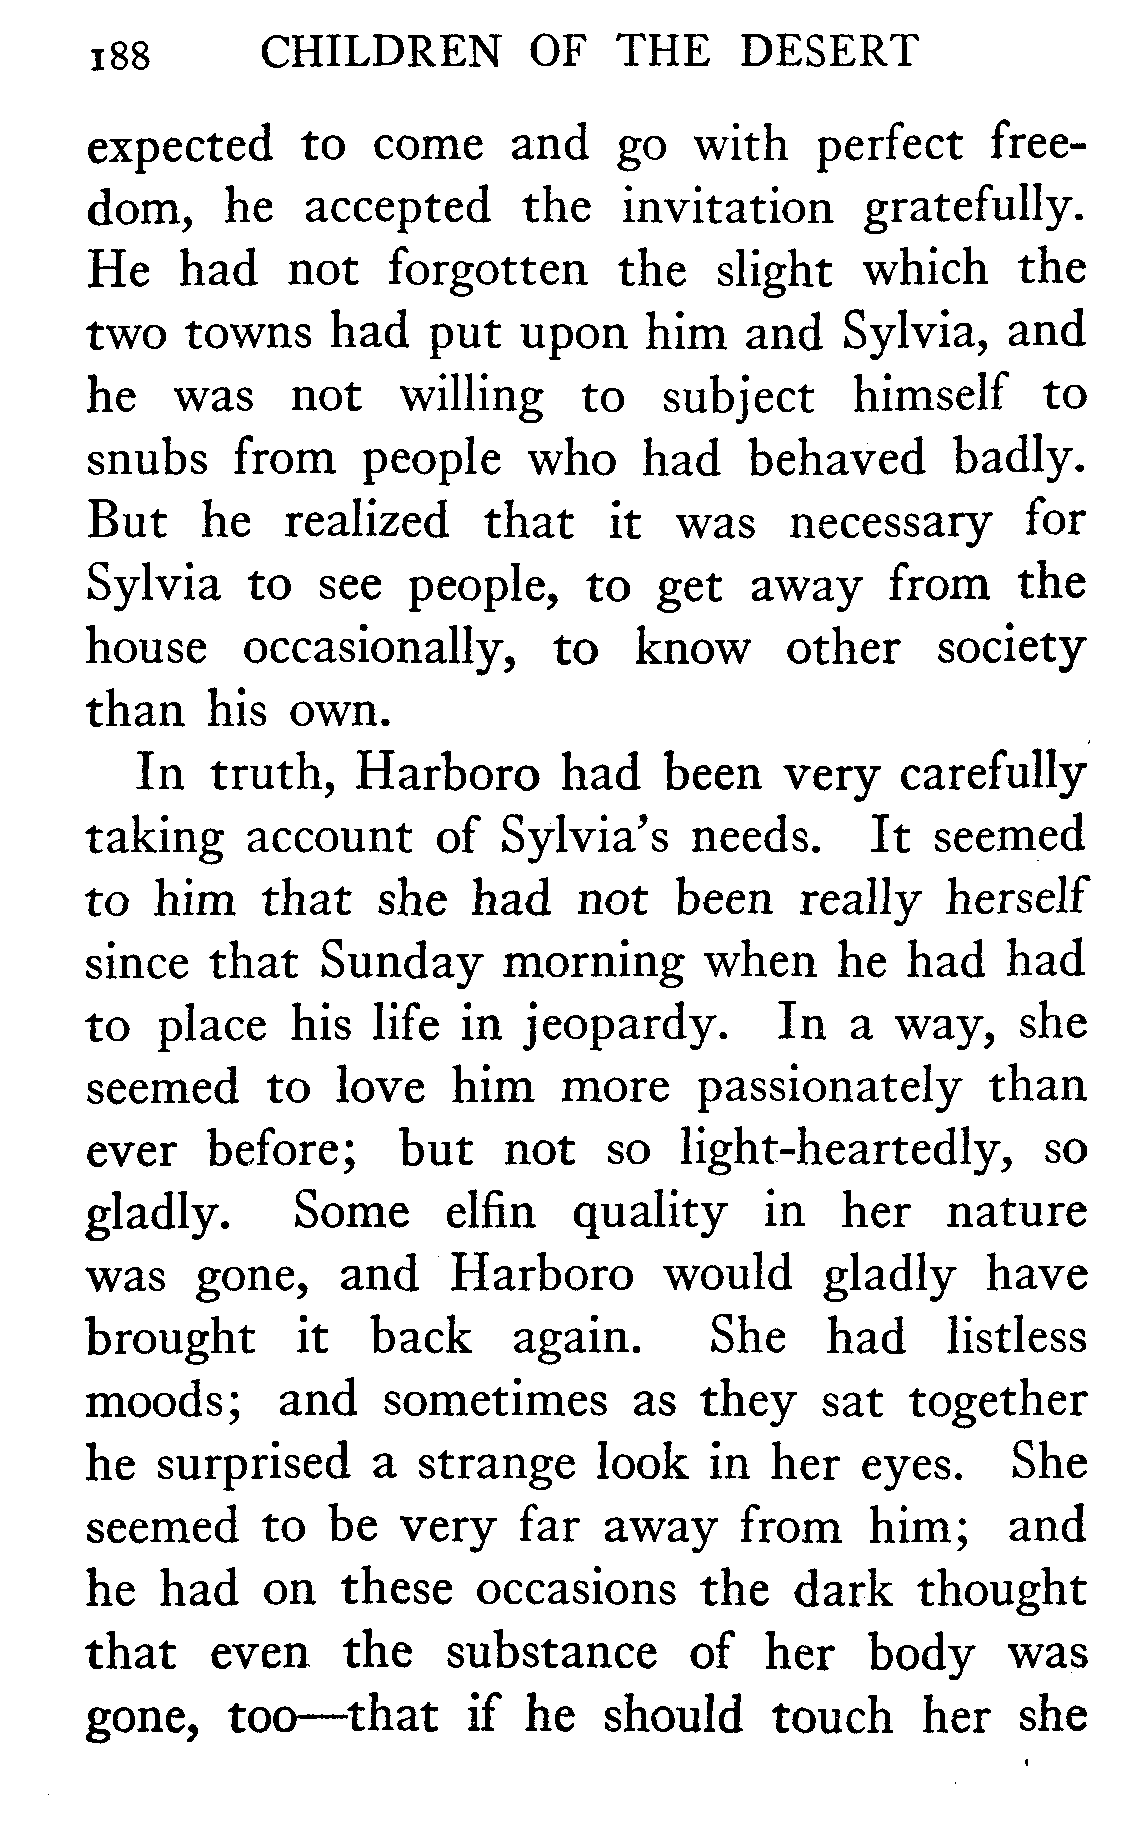 188 CHILDREN OF THE DESERT
expected to come and go with perfect free-
dom, he accepted the invitation gratefully.
He had not forgotten the slight which the
two towns had put upon him and Sylvia, and
he was not willing to subject himself to
snubs from people who had behaved badly.
But he realized that it was necessary for
Sylvia to see people, to get away from the
house occasionally, to know other society
than his own.
In truth, Harboro had been very carefully
taking account of Sylvia's needs. It seemed
to him that she had not been really herself
since that Sunday morning when he had had
to place his life in jeopardy. In a way, she
seemed to love him more passionately than
ever before; but not so light-heartedly, so
gladly. Some elfin quality in her nature
was gone, and Harboro would gladly have
brought it back again. She had listless
moods; and sometimes as they sat together
he surprised a strange look in her eyes. She
seemed to be very far away from him; and
he had on these occasions the dark thought
that even the substance of her body was
gone, too—that if he should touch her she